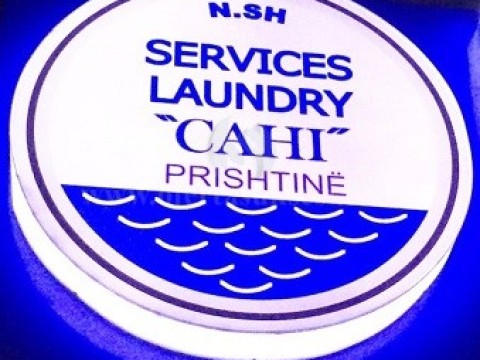 N.SH
SERVICES
LAUNDRY
"CAHI"
PRISHTINË